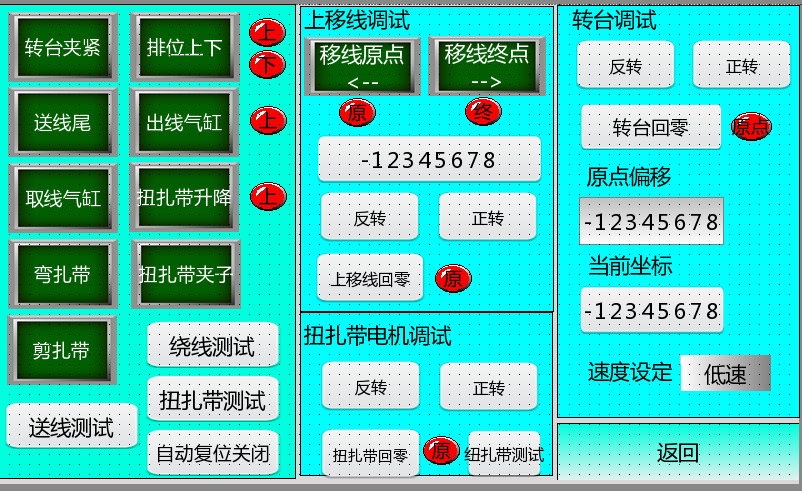 转台夹紧
排位上下
上
下
送线尾
出线气缸
上
取线气缸
扭扎带升降
上
弯扎带
扭扎带夹子
剪扎带
绕线测试
扭扎带测试
送线测试
自动复位关闭
上移线调试
移线原点
<--
移线终点
-->
原
终
-12345678
反转
正转
上移线回零
原
扭扎带电机调试
反转
正转
扭扎带回零
原
纽扎带测试
转台调试
反转
正转
转台回零
原点
原点偏移
-12345678
当前坐标
-12345678
速度设定
低速
返回